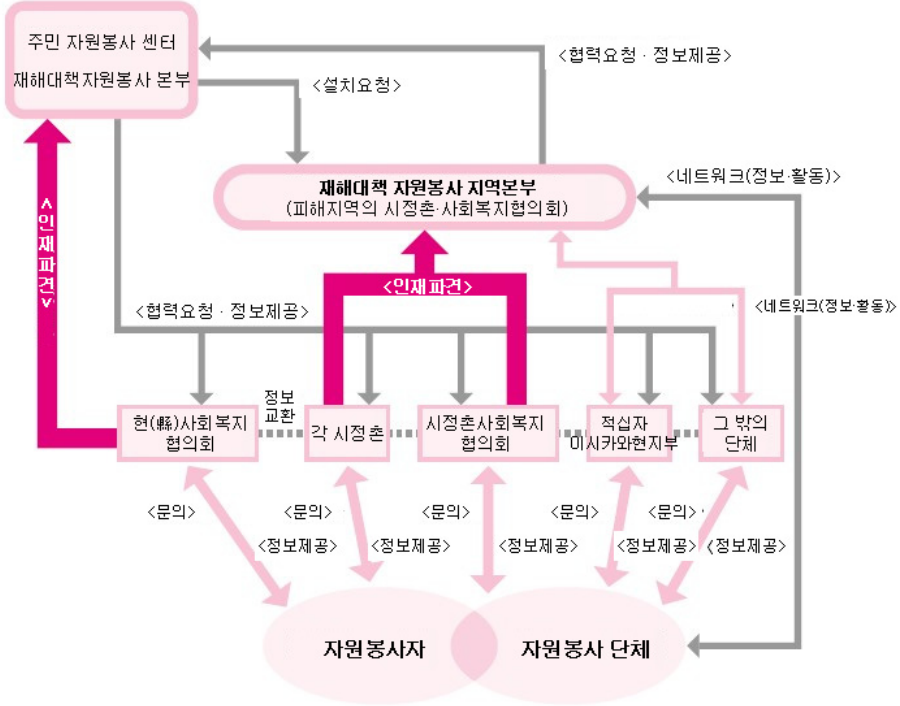 주민 자원봉사 센터
재해대책자원봉사 본부
<협력요청 · 정보제공>
<설치요청>
재해대책 자원봉사 지역본부
(피해지역의 시정촌·사회복지협의회)
<네트워크(정보·활동)>
<인재파견>
<인재파견>
<네트워크(정보·활동)>
<협력요청 · 정보제공>
정보
교환
현(縣)사회복지
협의회
각 시정촌
시정촌사회복지
협의회
적십자
이시카와현지부
그 밖의
단체
<문의>
<문의>
<문의>
<문의>
<문의>
<정보제공>
<정보제공>
<정보제공>
<정보제공>
<정보제공>
자원봉사자
자원봉사 단체